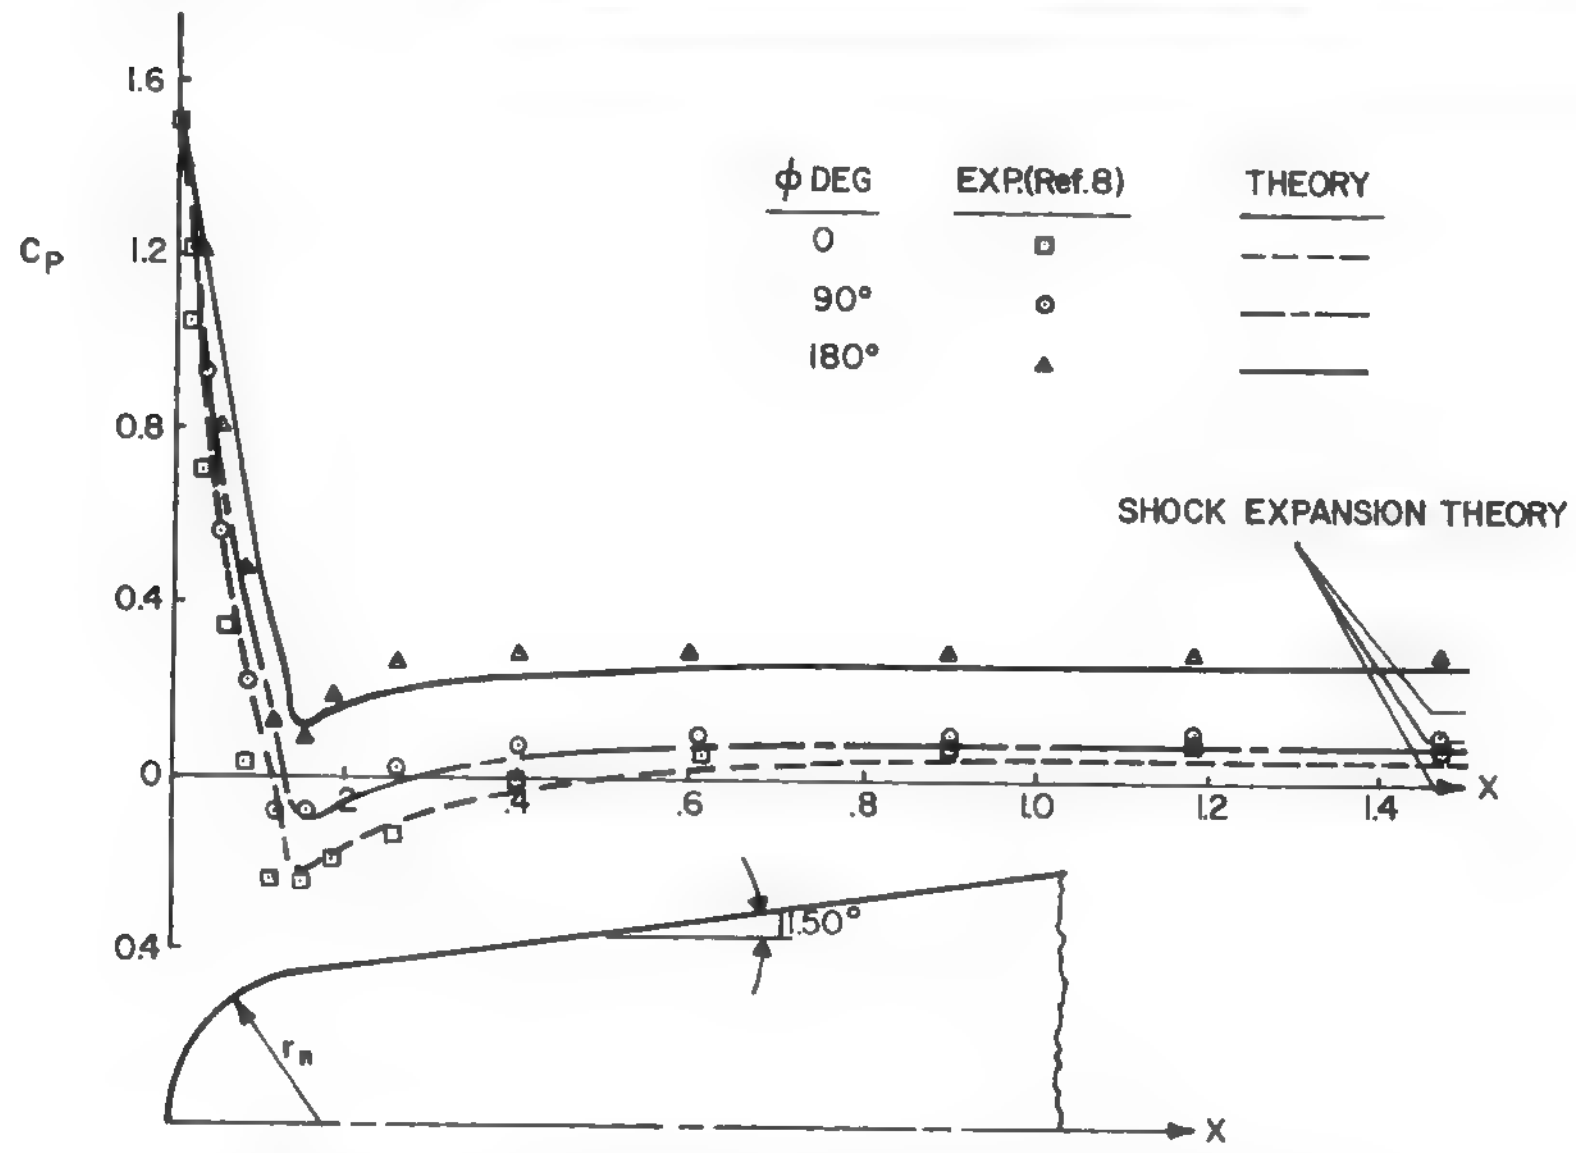 1.6
1.2
CP
0.8
0.4
0
0.4
ϕ DEG EXP.(Ref.8) THEORY
0
90°
180°
SHOCK EXPANSION THEORY
.2 .4 .6 .8 1.0 1.2 1.4 X
11.50°
rn
X